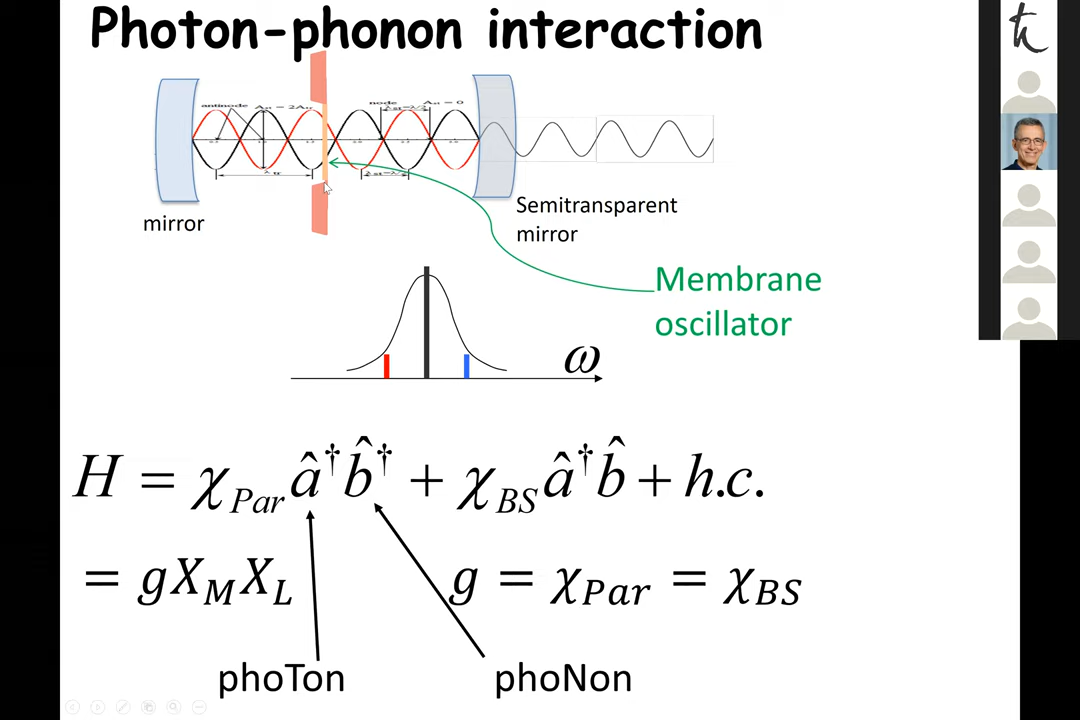 Photon-phonon interaction
antinode
node
mirror
Semitransparent
mirror
Membrane
oscillator
ω
H = χ_Par â† b̂† + χ_BS â† b̂ + h.c.
= gX_M X_L g = χ_Par = χ_BS
phoTon phoNon